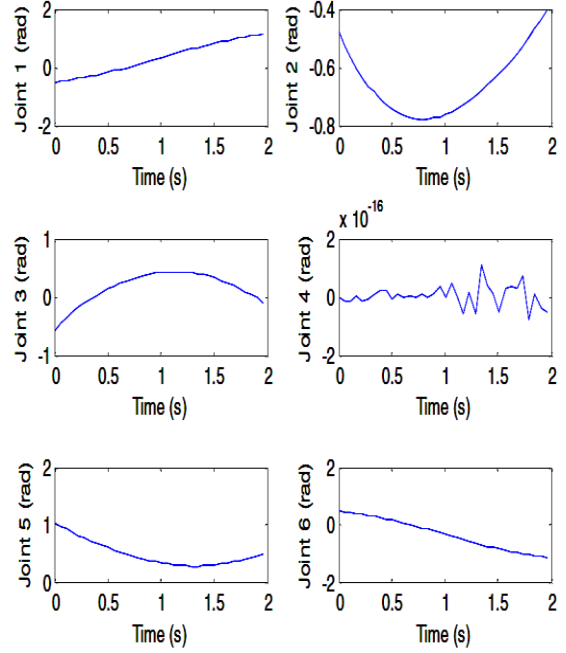 Joint 1 (rad)
2
0
-2
0 0.5 1 1.5 2
Time (s)
Joint 2 (rad)
-0.4
-0.6
-0.8
0 0.5 1 1.5 2
Time (s)
Joint 3 (rad)
1
0
-1
0 0.5 1 1.5 2
Time (s)
x 10^-16
Joint 4 (rad)
2
0
-2
0 0.5 1 1.5 2
Time (s)
Joint 5 (rad)
2
1
0
0 0.5 1 1.5 2
Time (s)
Joint 6 (rad)
2
0
-2
0 0.5 1 1.5 2
Time (s)